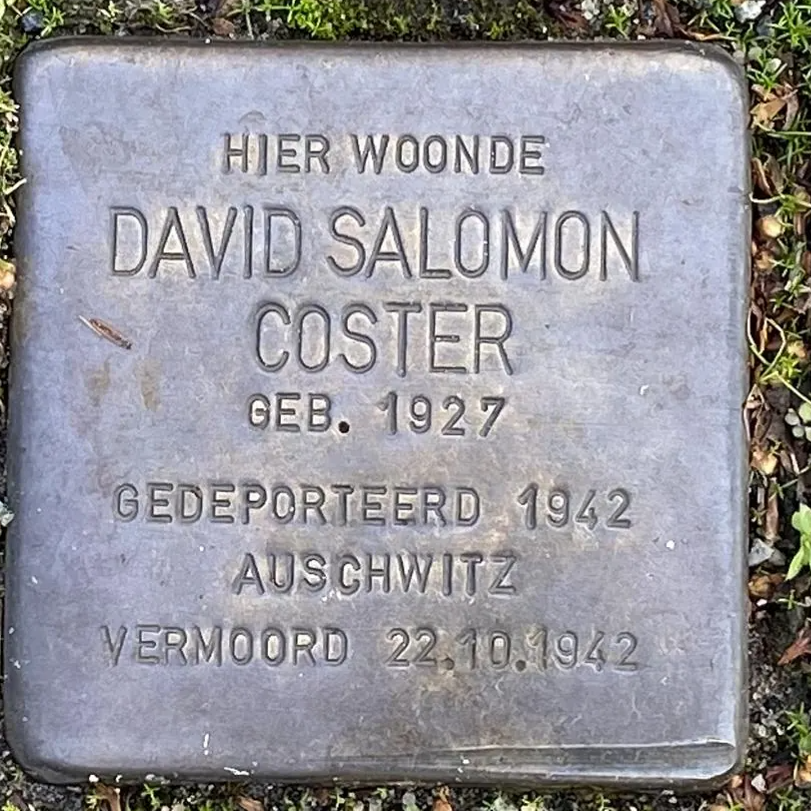 HIER WOONDE
DAVID SALOMON
COSTER
GEB. 1927
GEDEPORTEERD 1942
AUSCHWITZ
VERMOORD 22.10.1942